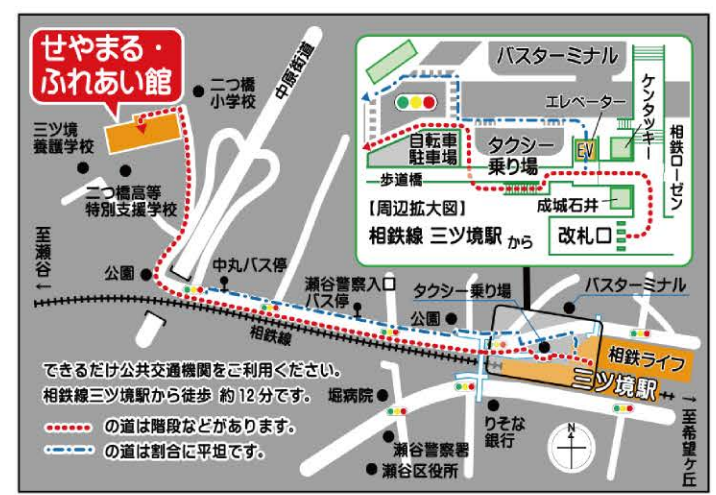 せやまる・
ふれあい館
二つ橋
小学校
中原街道
三ツ境
養護学校
二つ橋高等
特別支援学校
至瀬谷←
公園
中丸バス停
瀬谷警察入口
バス停
相鉄線
公園
タクシー乗り場
バスターミナル
相鉄ライフ
三ツ境駅
→至希望ケ丘
バスターミナル
エレベーター
ケンタッキー
相鉄ローゼン
自転車
駐車場
タクシー
乗り場
EV
歩道橋
成城石井
【周辺拡大図】
相鉄線 三ツ境駅 から
改札口
できるだけ公共交通機関をご利用ください。
相鉄線三ツ境駅から徒歩 約12分です。
の道は階段などがあります。
の道は割合に平坦です。
堀病院
りそな
銀行
瀬谷警察署
瀬谷区役所
N